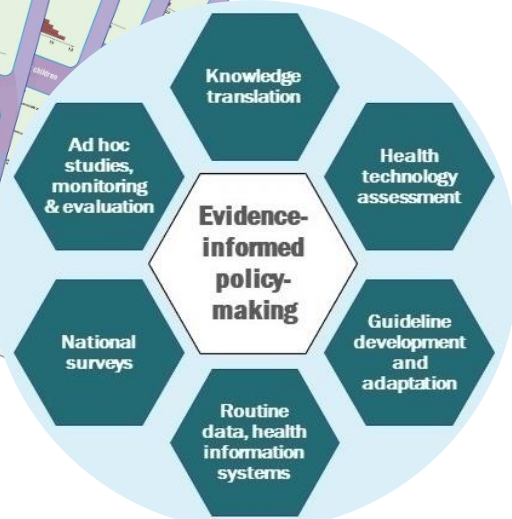 children
Knowledge
translation
Ad hoc
studies,
monitoring
& evaluation
Health
technology
assessment
Evidence-
informed
policy-
making
National
surveys
Guideline
development
and
adaptation
Routine
data, health
information
systems